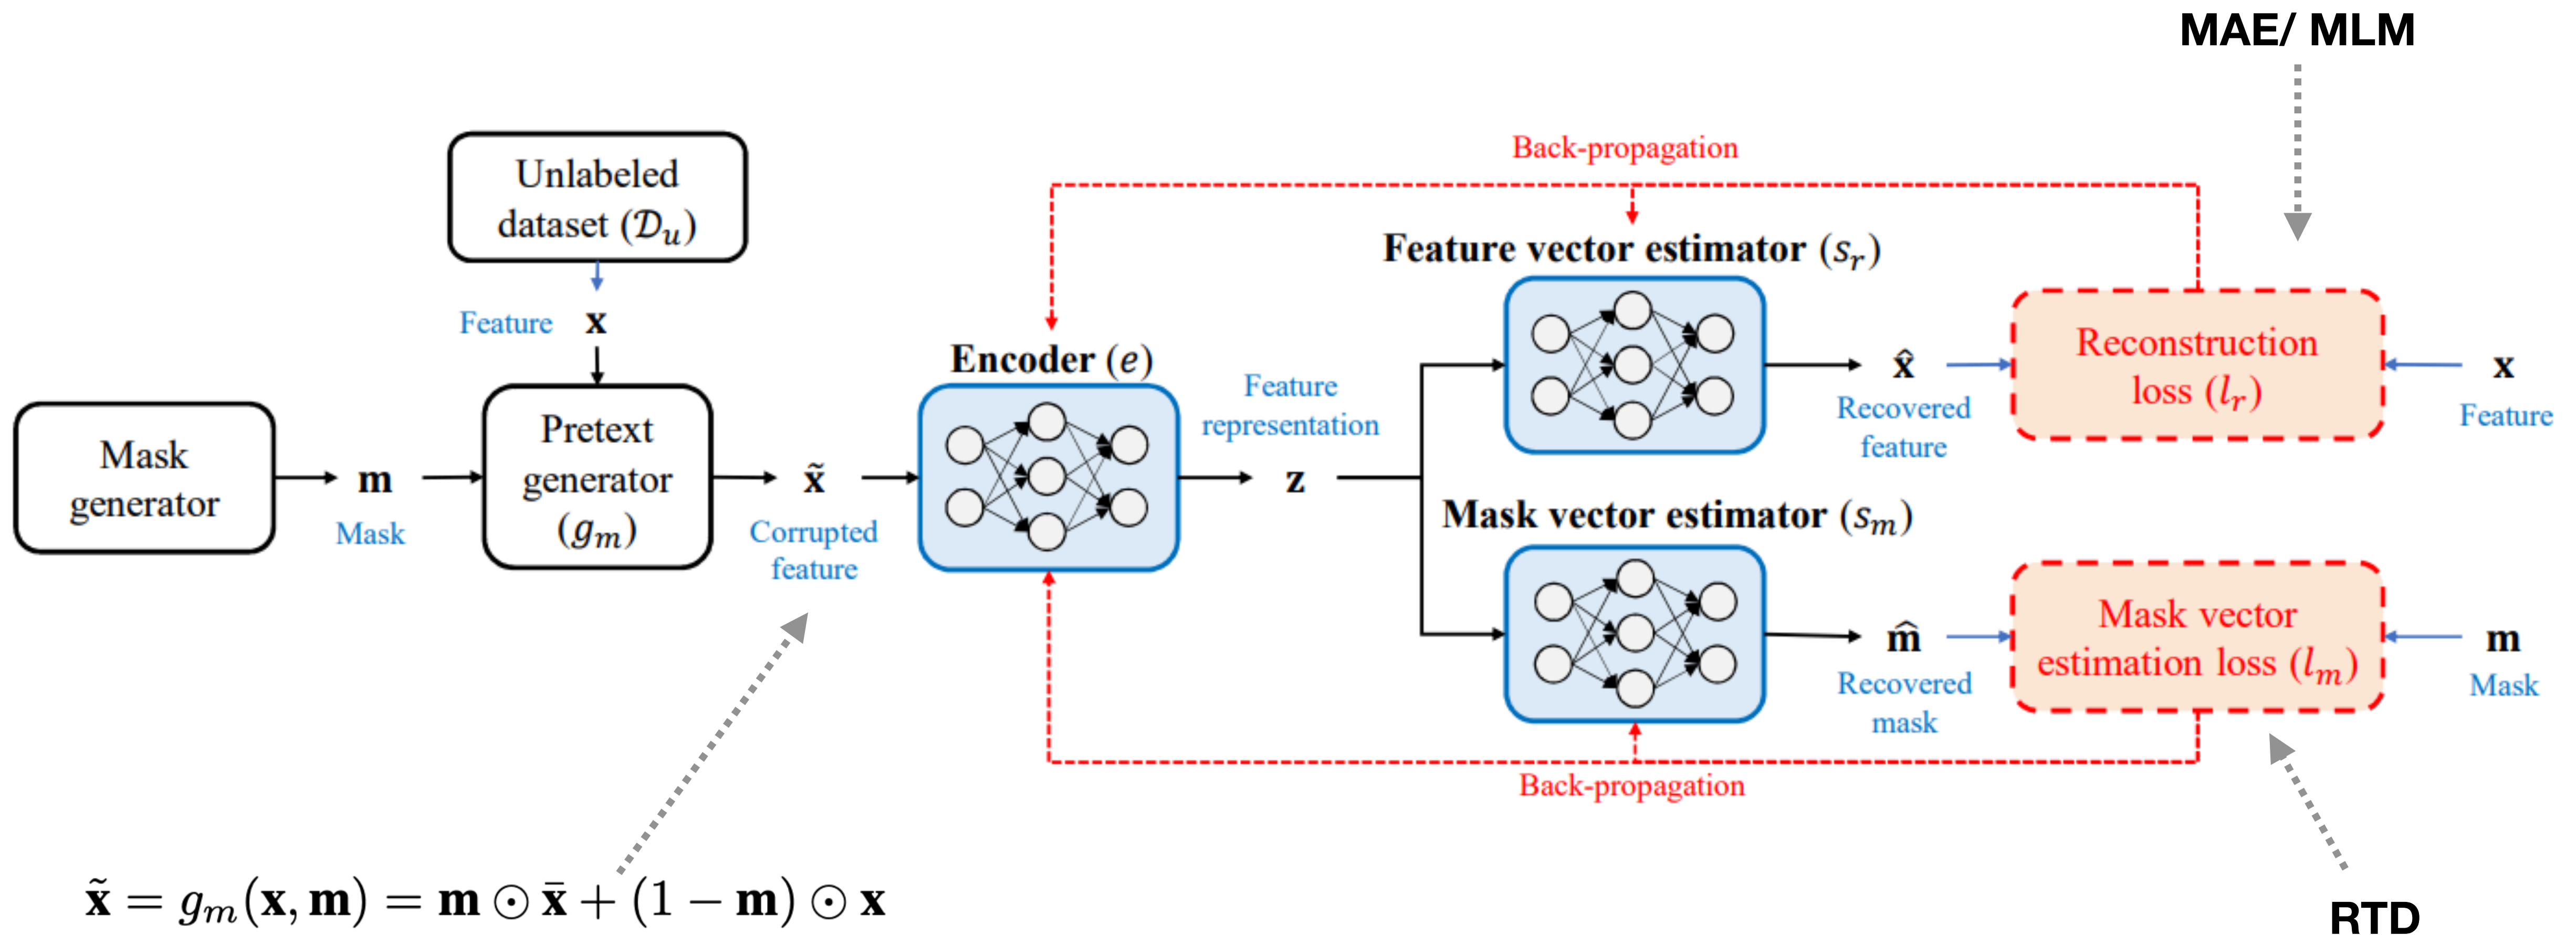 MAE/ MLM
Back-propagation
Unlabeled
dataset (𝒟ᵤ)
Feature
x
Mask
generator
m
Mask
Pretext
generator
(gₘ)
x̃
Corrupted
feature
Encoder (e)
Feature
representation
z
Feature vector estimator (sᵣ)
x̂
Recovered
feature
Reconstruction
loss (lᵣ)
x
Feature
Mask vector estimator (sₘ)
m̂
Recovered
mask
Mask vector
estimation loss (lₘ)
m
Mask
Back-propagation
x̃ = gₘ(x, m) = m ⊙ x̄ + (1 − m) ⊙ x
RTD